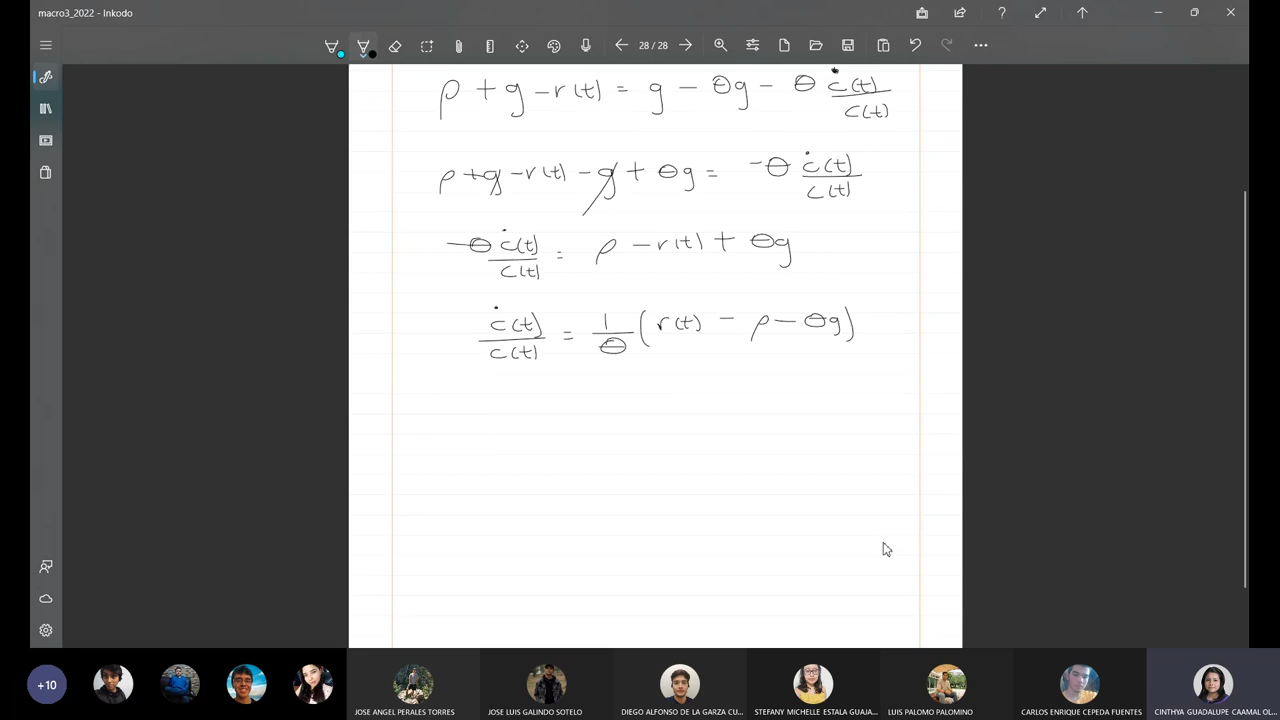 macro3_2022 - Inkodo
28 / 28
ρ + g - r(t) = g - θg - θ ċ(t)/c(t)
ρ + g - r(t) - g + θg = -θ ċ(t)/c(t)
-θ ċ(t)/c(t) = ρ - r(t) + θg
ċ(t)/c(t) = 1/θ (r(t) - ρ - θg)
+10
JOSE ANGEL PERALES TORRES
JOSE LUIS GALINDO SOTELO
DIEGO ALFONSO DE LA GARZA CU...
STEFANY MICHELLE ESTALA GUAJA...
LUIS PALOMO PALOMINO
CARLOS ENRIQUE CEPEDA FUENTES
CINTHYA GUADALUPE CAAMAL OL...